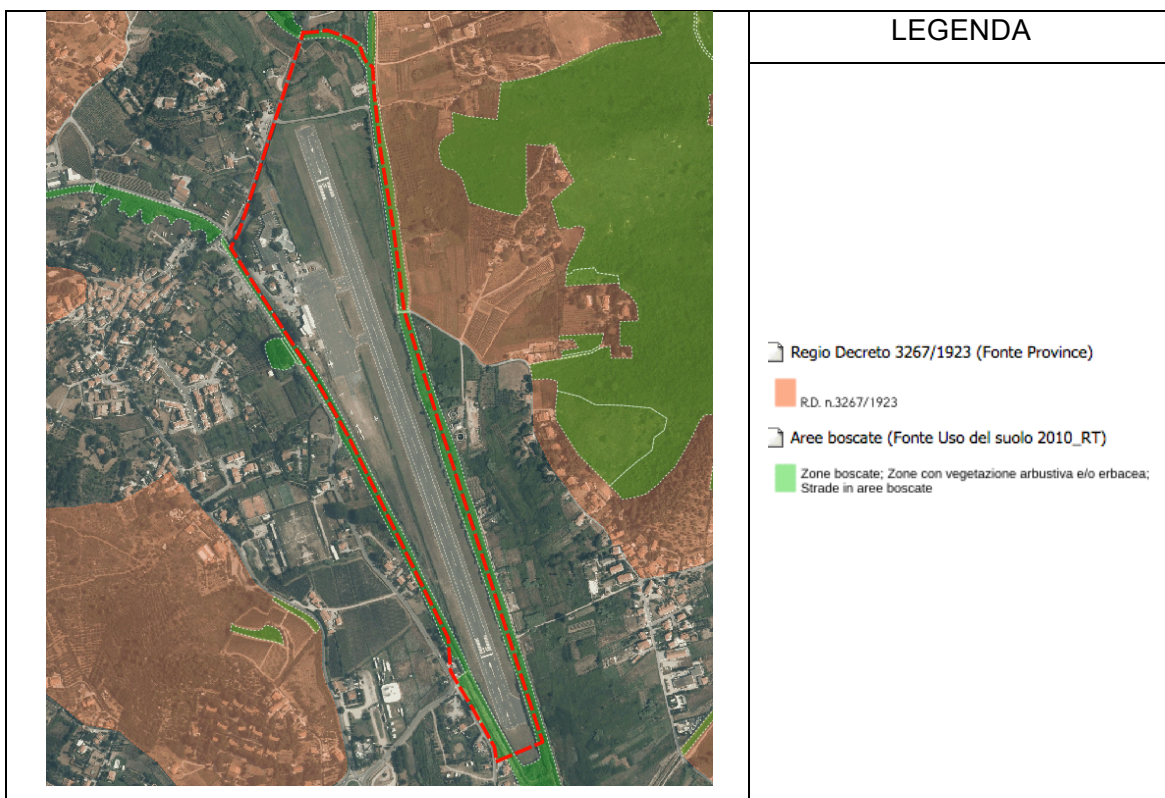 LEGENDA
Regio Decreto 3267/1923 (Fonte Province)
R.D. n.3267/1923
Aree boscate (Fonte Uso del suolo 2010_RT)
Zone boscate; Zone con vegetazione arbustiva e/o erbacea;
Strade in aree boscate